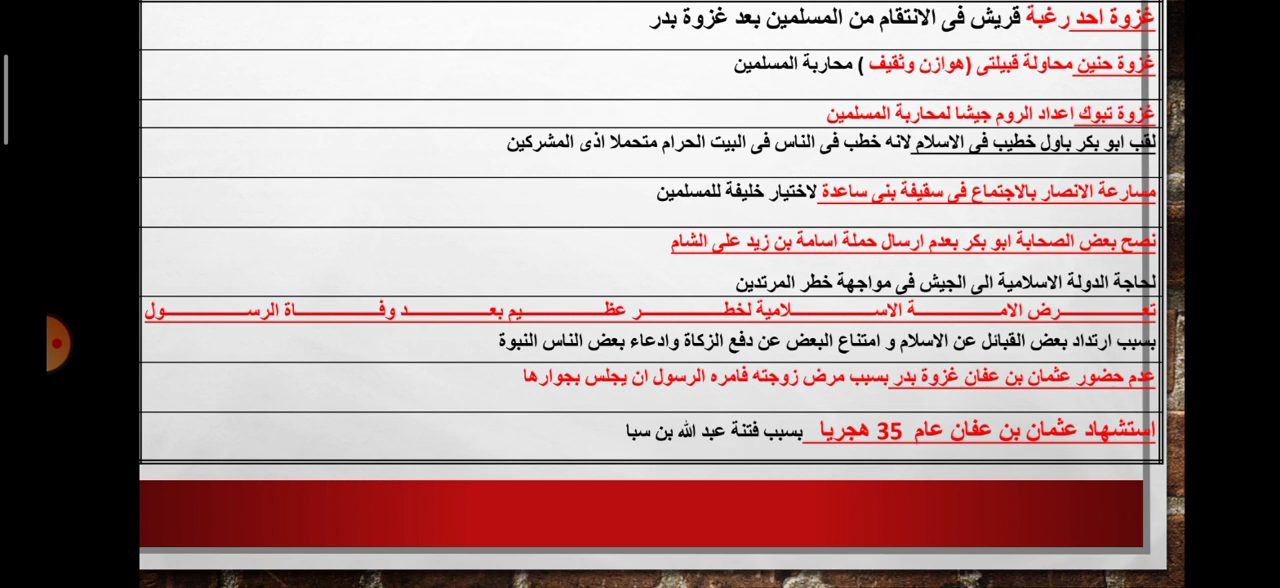 غزوة احد رغبة قريش فى الانتقام من المسلمين بعد غزوة بدر
غزوة حنين محاولة قبيلتى (هوازن وثقيف ) محاربة المسلمين
غزوة تبوك اعداد الروم جيشا لمحاربة المسلمين
لقب ابو بكر باول خطيب فى الاسلام لانه خطب فى الناس فى البيت الحرام متحملا اذى المشركين
مسارعة الانصار بالاجتماع فى سقيفة بنى ساعدة لاختيار خليفة للمسلمين
نصح بعض الصحابة ابو بكر بعدم ارسال حملة اسامة بن زيد على الشام
لحاجة الدولة الاسلامية الى الجيش فى مواجهة خطر المرتدين
تعـــرض الامـــة الاســـلامية لخطـــر عظـــيم بعـــد وفـــاة الرســـول
بسبب ارتداد بعض القبائل عن الاسلام و امتناع البعض عن دفع الزكاة وادعاء بعض الناس النبوة
عدم حضور عثمان بن عفان غزوة بدر بسبب مرض زوجته فامره الرسول ان يجلس بجوارها
استشهاد عثمان بن عفان عام 35 هجريا بسبب فتنة عبد الله بن سبا